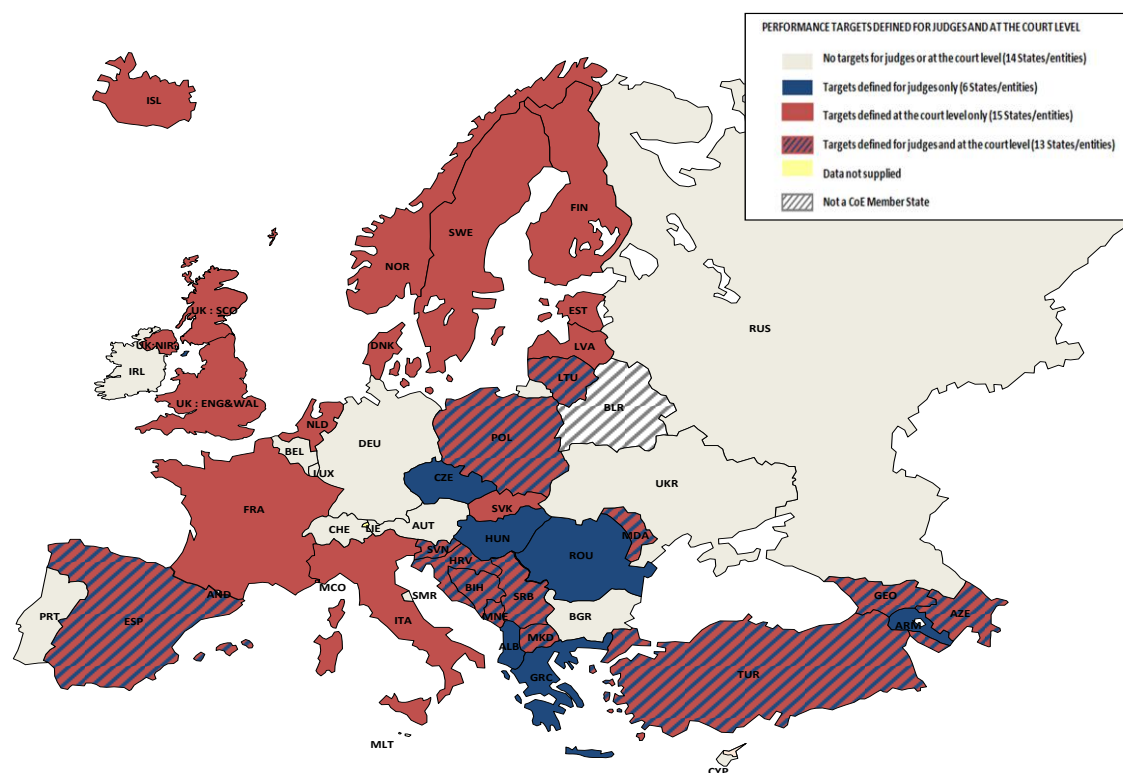 PERFORMANCE TARGETS DEFINED FOR JUDGES AND AT THE COURT LEVEL
No targets for judges or at the court level (14 States/entities)
Targets defined for judges only (6 States/entities)
Targets defined at the court level only (15 States/entities)
Targets defined for judges and at the court level (13 States/entities)
Data not supplied
Not a CoE Member State
ISL
FIN
SWE
NOR
UK : SCO
EST
RUS
UK:NIR
DNK
LVA
IRL
LTU
UK : ENG&WAL
BLR
NLD
POL
DEU
BEL
LUX
CZE
UKR
FRA
SVK
CHE
LIE
AUT
HUN
MDA
SVN
ROU
HRV
MCO
BIH
ARD
SMR
SRB
GEO
PRT
ESP
ITA
MNE
BGR
AZE
ARM
MKD
ALB
GRC
TUR
MLT
CYP